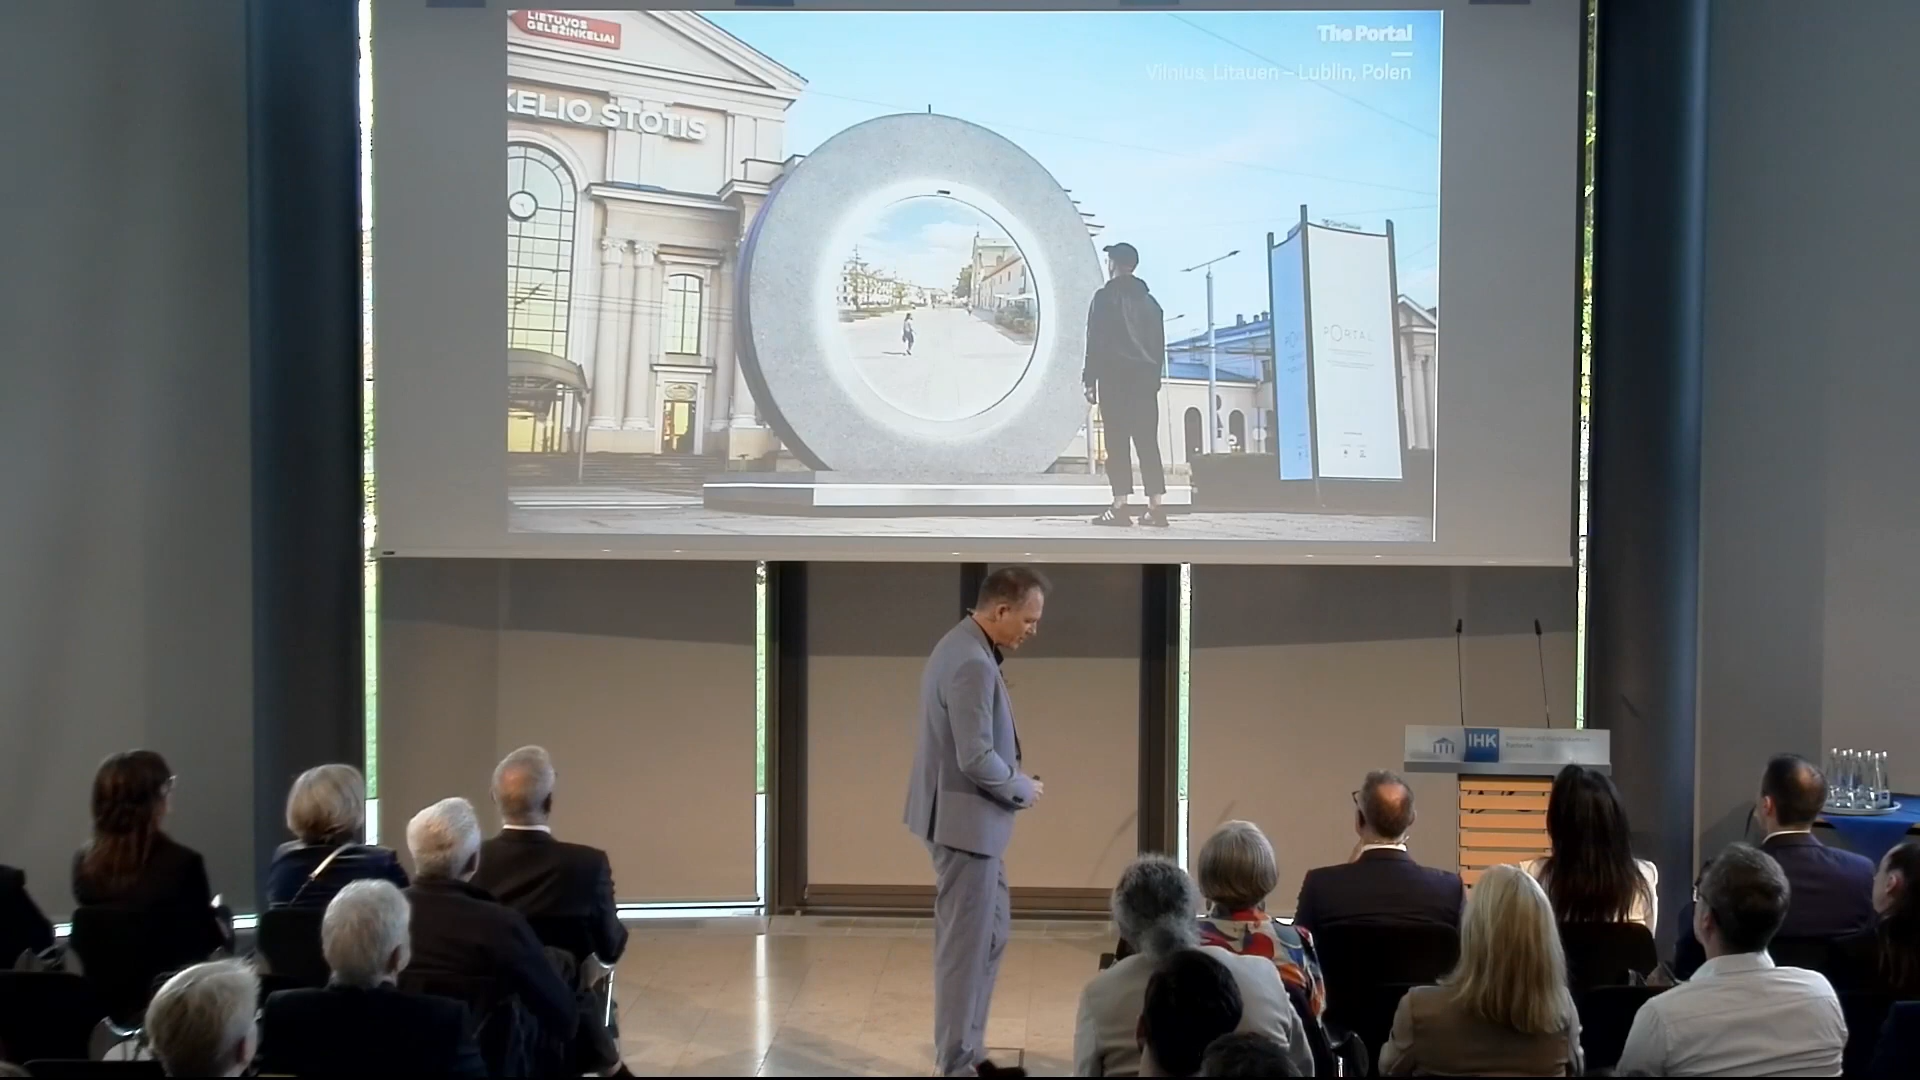 LIETUVOS
GELEŽINKELIAI
KELIO STOTIS
The Portal
Vilnius, Litauen – Lublin, Polen
PORTAL
IHK